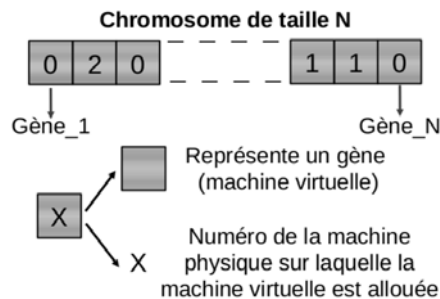 Chromosome de taille N
0 2 0 1 1 0
Gène_1 Gène_N
Représente un gène
(machine virtuelle)
X
X Numéro de la machine
physique sur laquelle la
machine virtuelle est allouée